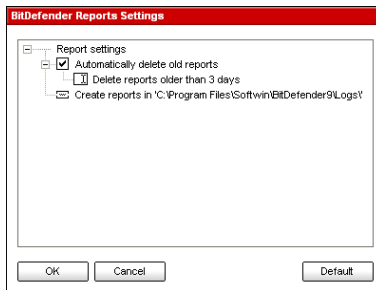 BitDefender Reports Settings
Report settings
Automatically delete old reports
Delete reports older than 3 days
Create reports in 'C:\Program Files\Softwin\BitDefender9\Logs\'
OK Cancel Default